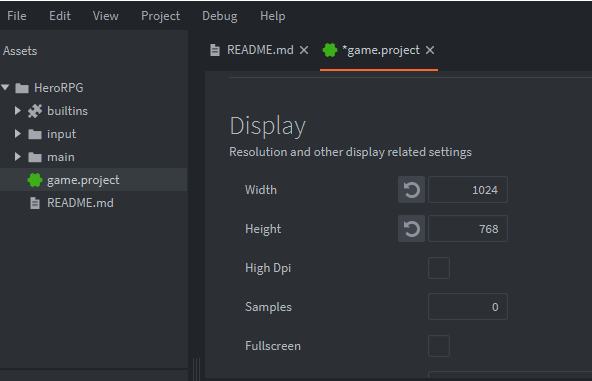 File Edit View Project Debug Help
Assets
README.md *game.project
HeroRPG
builtins
input
main
game.project
README.md
Display
Resolution and other display related settings
Width 1024
Height 768
High Dpi
Samples 0
Fullscreen